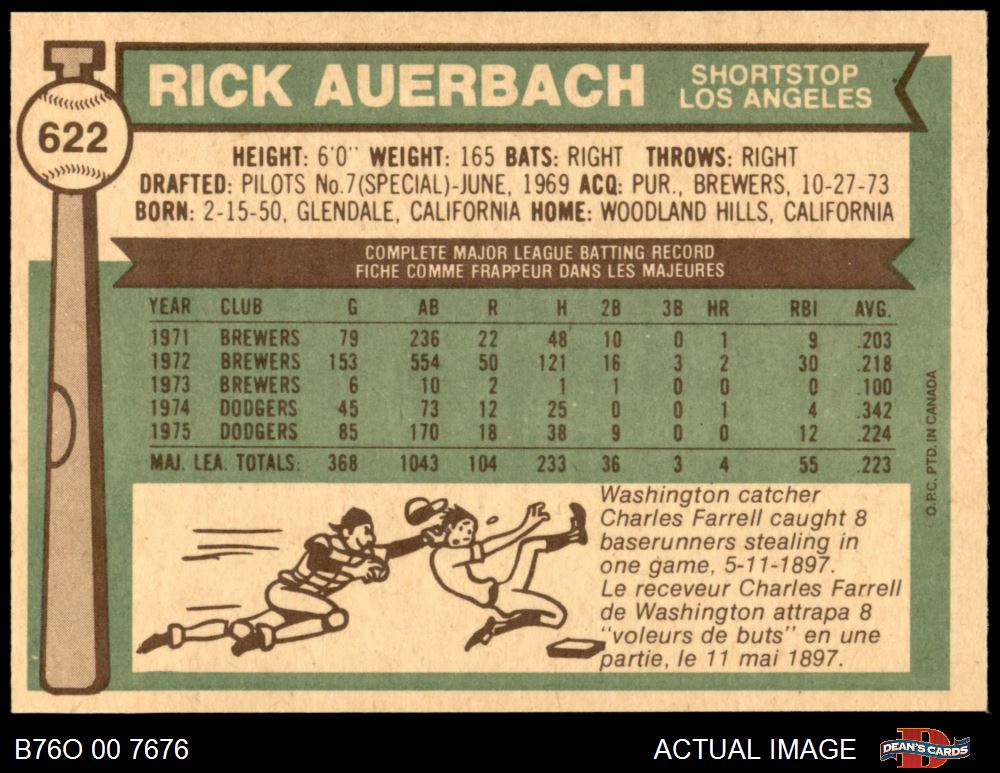 622
RICK AUERBACH
SHORTSTOP
LOS ANGELES
HEIGHT: 6'0" WEIGHT: 165 BATS: RIGHT THROWS: RIGHT
DRAFTED: PILOTS No.7(SPECIAL)-JUNE, 1969 ACQ: PUR., BREWERS, 10-27-73
BORN: 2-15-50, GLENDALE, CALIFORNIA HOME: WOODLAND HILLS, CALIFORNIA
COMPLETE MAJOR LEAGUE BATTING RECORD
FICHE COMME FRAPPEUR DANS LES MAJEURES
YEAR CLUB G AB R H 2B 3B HR RBI AVG.
1971 BREWERS 79 236 22 48 10 0 1 9 .203
1972 BREWERS 153 554 50 121 16 3 2 30 .218
1973 BREWERS 6 10 2 1 1 0 0 0 .100
1974 DODGERS 45 73 12 25 0 0 1 4 .342
1975 DODGERS 85 170 18 38 9 0 0 12 .224
MAJ. LEA. TOTALS: 368 1043 104 233 36 3 4 55 .223
Washington catcher
Charles Farrell caught 8
baserunners stealing in
one game, 5-11-1897.
Le receveur Charles Farrell
de Washington attrapa 8
"voleurs de buts" en une
partie, le 11 mai 1897.
O.P.C. PTD. IN CANADA
B76O 00 7676
ACTUAL IMAGE
DEAN'S CARDS